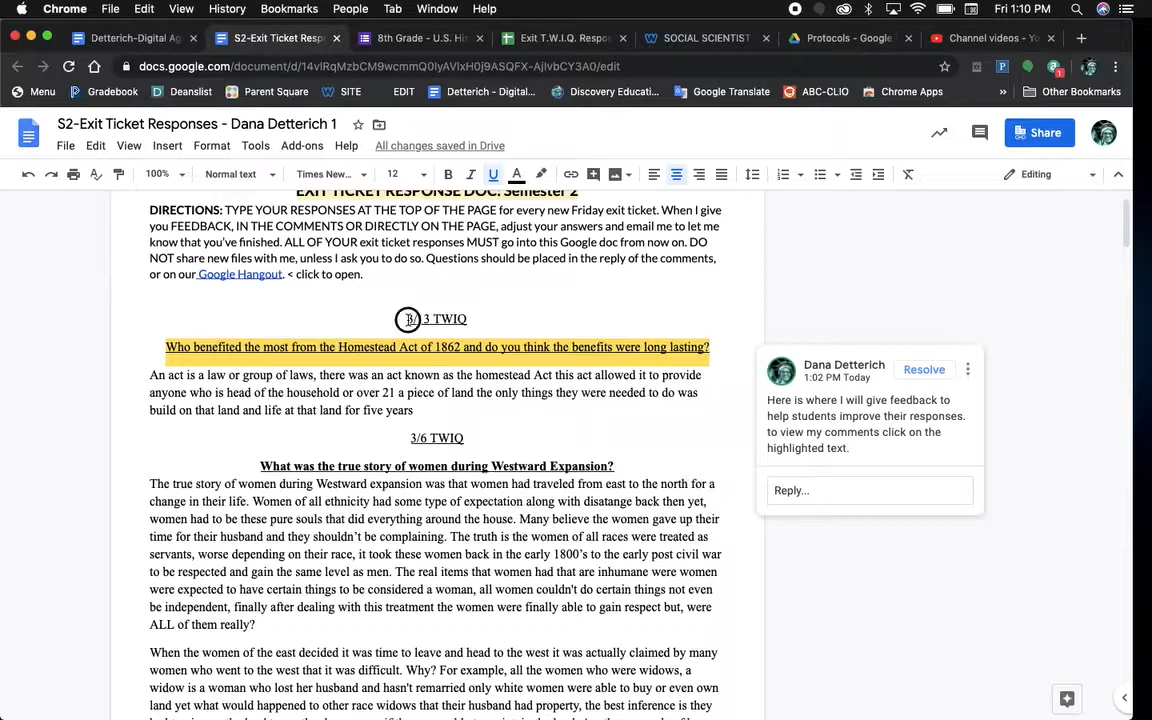 Chrome File Edit View History Bookmarks People Tab Window Help Fri 1:10 PM
Detterich-Digital Ag S2-Exit Ticket Resp 8th Grade - U.S. Hi Exit T.W.I.Q. Respo SOCIAL SCIENTIST Protocols - Google Channel videos - Yo
docs.google.com/document/d/14vlRqMzbCM9wcmmQ0lyAVlxH0j9ASQFX-AjIvbCY3A0/edit
Menu Gradebook Deanslist Parent Square SITE EDIT Detterich - Digital... Discovery Educati... Google Translate ABC-CLIO Chrome Apps » Other Bookmarks
S2-Exit Ticket Responses - Dana Detterich 1
Share
File Edit View Insert Format Tools Add-ons Help All changes saved in Drive
100% Normal text Times New... 12 B I U A Editing
EXIT TICKET RESPONSE DOC: Semester 2
DIRECTIONS: TYPE YOUR RESPONSES AT THE TOP OF THE PAGE for every new Friday exit ticket. When I give
you FEEDBACK, IN THE COMMENTS OR DIRECTLY ON THE PAGE, adjust your answers and email me to let me
know that you've finished. ALL OF YOUR exit ticket responses MUST go into this Google doc from now on. DO
NOT share new files with me, unless I ask you to do so. Questions should be placed in the reply of the comments,
or on our Google Hangout. < click to open.
3 TWIQ
Who benefited the most from the Homestead Act of 1862 and do you think the benefits were long lasting?
An act is a law or group of laws, there was an act known as the homestead Act this act allowed it to provide
anyone who is head of the household or over 21 a piece of land the only things they were needed to do was
build on that land and life at that land for five years
3/6 TWIQ
What was the true story of women during Westward Expansion?
The true story of women during Westward expansion was that women had traveled from east to the north for a
change in their life. Women of all ethnicity had some type of expectation along with disatange back then yet,
women had to be these pure souls that did everything around the house. Many believe the women gave up their
time for their husband and they shouldn't be complaining. The truth is the women of all races were treated as
servants, worse depending on their race, it took these women back in the early 1800's to the early post civil war
to be respected and gain the same level as men. The real items that women had that are inhumane were women
were expected to have certain things to be considered a woman, all women couldn't do certain things not even
be independent, finally after dealing with this treatment the women were finally able to gain respect but, were
ALL of them really?
When the women of the east decided it was time to leave and head to the west it was actually claimed by many
women who went to the west that it was difficult. Why? For example, all the women who were widows, a
widow is a woman who lost her husband and hasn't remarried only white women were able to buy or even own
land yet what would happened to other race widows that their husband had property, the best inference is they
Dana Detterich
1:02 PM Today
Resolve
Here is where I will give feedback to
help students improve their responses.
to view my comments click on the
highlighted text.
Reply...